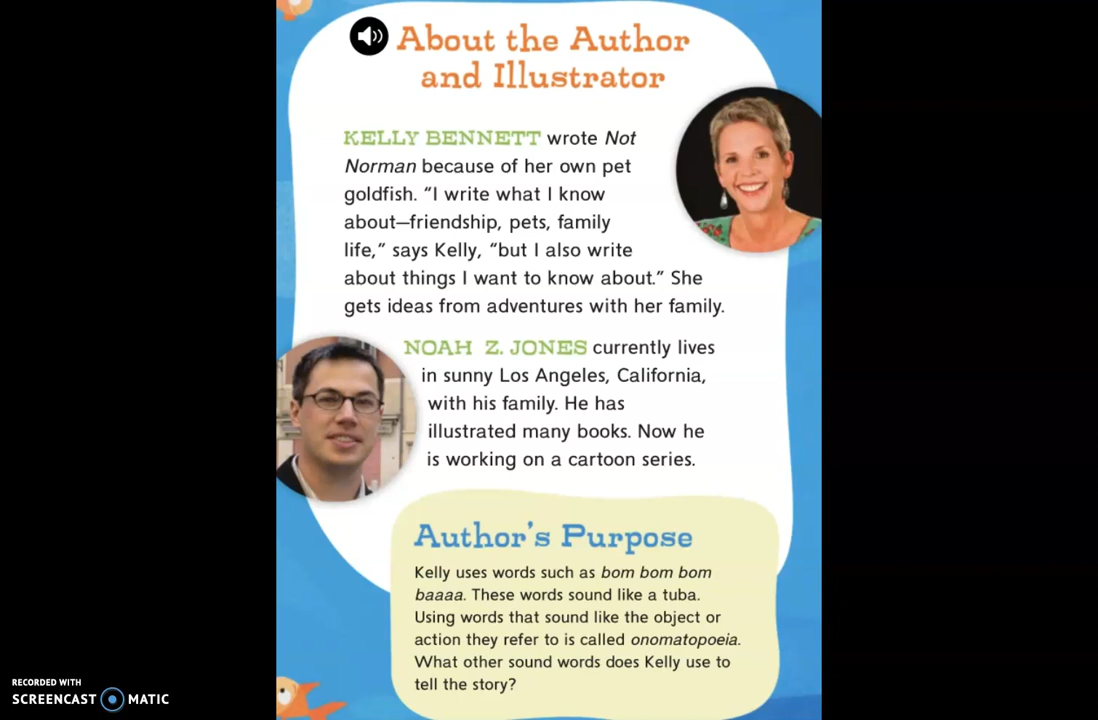 About the Author
and Illustrator
KELLY BENNETT wrote Not
Norman because of her own pet
goldfish. “I write what I know
about—friendship, pets, family
life,” says Kelly, “but I also write
about things I want to know about.” She
gets ideas from adventures with her family.
NOAH Z. JONES currently lives
in sunny Los Angeles, California,
with his family. He has
illustrated many books. Now he
is working on a cartoon series.
Author's Purpose
Kelly uses words such as bom bom bom
baaaa. These words sound like a tuba.
Using words that sound like the object or
action they refer to is called onomatopoeia.
What other sound words does Kelly use to
tell the story?
RECORDED WITH
SCREENCAST MATIC